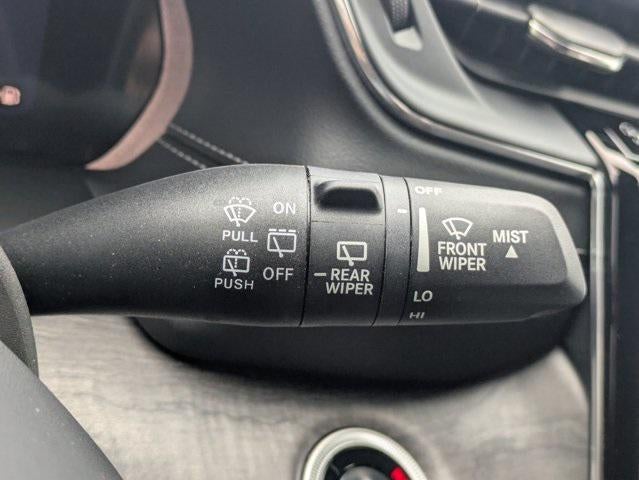 PULL
PUSH
ON
OFF
REAR
WIPER
OFF
FRONT
WIPER
MIST
LO
HI